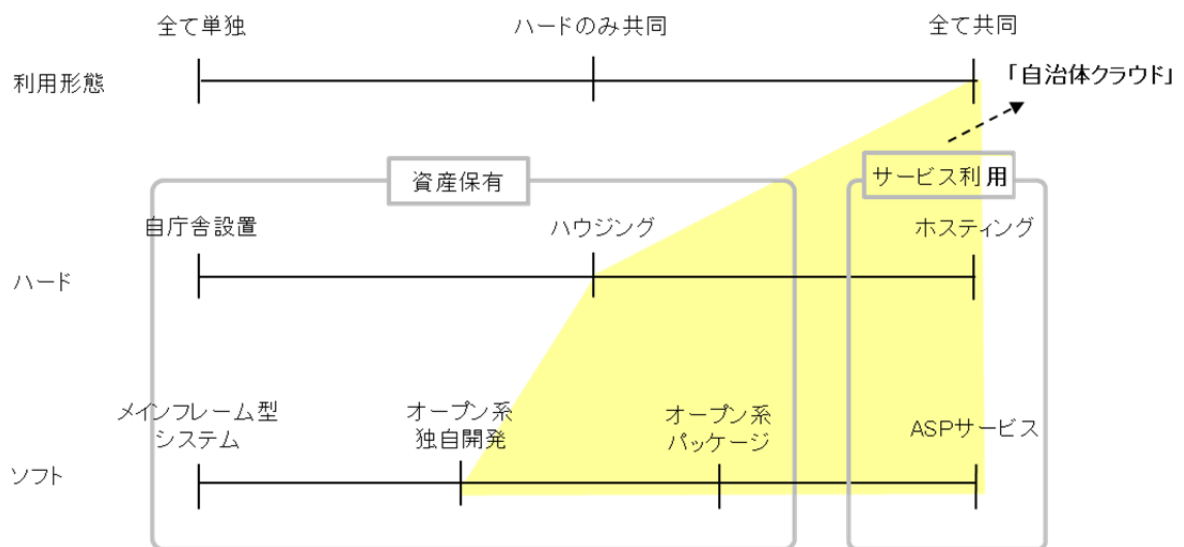 全て単独
ハードのみ共同
全て共同
利用形態
「自治体クラウド」
資産保有
サービス利用
自庁舎設置
ハウジング
ホスティング
ハード
メインフレーム型
システム
オープン系
独自開発
オープン系
パッケージ
ASPサービス
ソフト